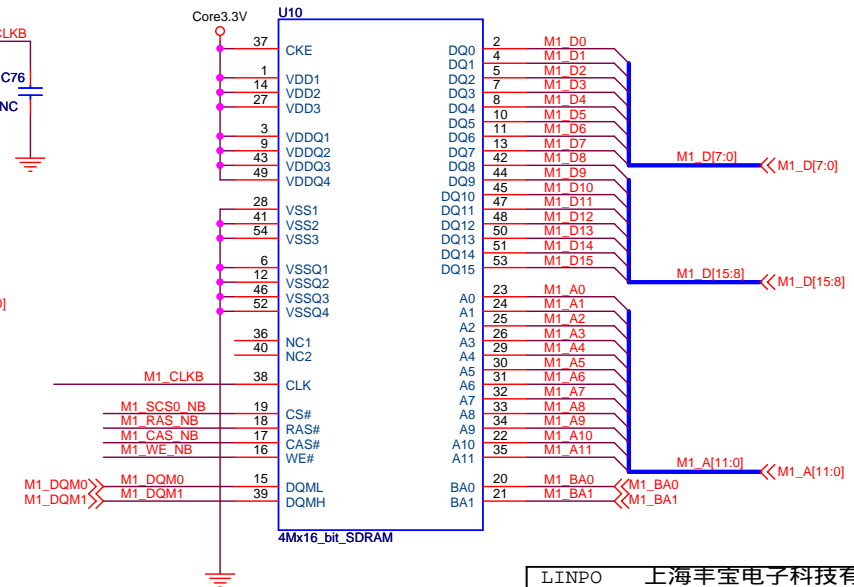 CLKB
C76
NC
0]
Core3.3V
U10
37 CKE
1 VDD1
14 VDD2
27 VDD3
3 VDDQ1
9 VDDQ2
43 VDDQ3
49 VDDQ4
28 VSS1
41 VSS2
54 VSS3
6 VSSQ1
12 VSSQ2
46 VSSQ3
52 VSSQ4
36 NC1
40 NC2
M1_CLKB 38 CLK
M1_SCS0_NB 19 CS#
M1_RAS_NB 18 RAS#
M1_CAS_NB 17 CAS#
M1_WE_NB 16 WE#
M1_DQM0 M1_DQM0 15 DQML
M1_DQM1 M1_DQM1 39 DQMH
DQ0 2 M1_D0
DQ1 4 M1_D1
DQ2 5 M1_D2
DQ3 7 M1_D3
DQ4 8 M1_D4
DQ5 10 M1_D5
DQ6 11 M1_D6
DQ7 13 M1_D7
DQ8 42 M1_D8
DQ9 44 M1_D9
DQ10 45 M1_D10
DQ11 47 M1_D11
DQ12 48 M1_D12
DQ13 50 M1_D13
DQ14 51 M1_D14
DQ15 53 M1_D15
M1_D[7:0] M1_D[7:0]
M1_D[15:8] M1_D[15:8]
A0 23 M1_A0
A1 24 M1_A1
A2 25 M1_A2
A3 26 M1_A3
A4 29 M1_A4
A5 30 M1_A5
A6 31 M1_A6
A7 32 M1_A7
A8 33 M1_A8
A9 34 M1_A9
A10 22 M1_A10
A11 35 M1_A11
M1_A[11:0] M1_A[11:0]
BA0 20 M1_BA0 M1_BA0
BA1 21 M1_BA1 M1_BA1
4Mx16_bit_SDRAM
LINPO 上海丰宝电子科技有